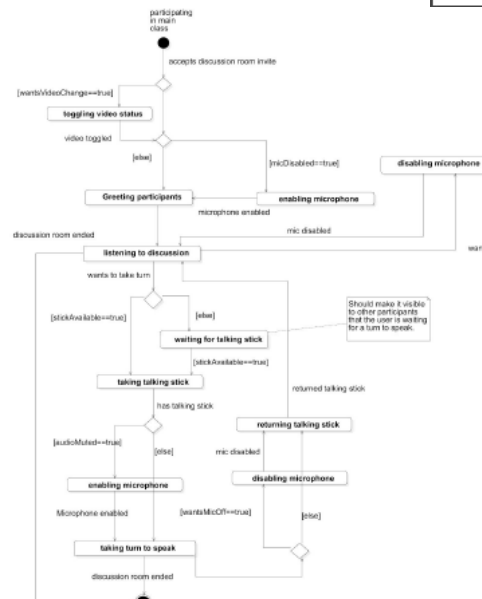 participating
in main
class
accepts discussion room invite
[wantsVideoChange==true]
toggling video status
video toggled
[else]
[micDisabled==true]
disabling microphone
Greeting participants
enabling microphone
microphone enabled
discussion room ended
mic disabled
listening to discussion
wants to take turn
[stickAvailable==true]
[else]
Should make it visible
to other participants
that the user is waiting
for a turn to speak.
waiting for talking stick
[stickAvailable==true]
taking talking stick
returned talking stick
has talking stick
returning talking stick
[audioMuted==true]
[else]
mic disabled
enabling microphone
disabling microphone
Microphone enabled
[wantsMicOff==true]
[else]
taking turn to speak
discussion room ended